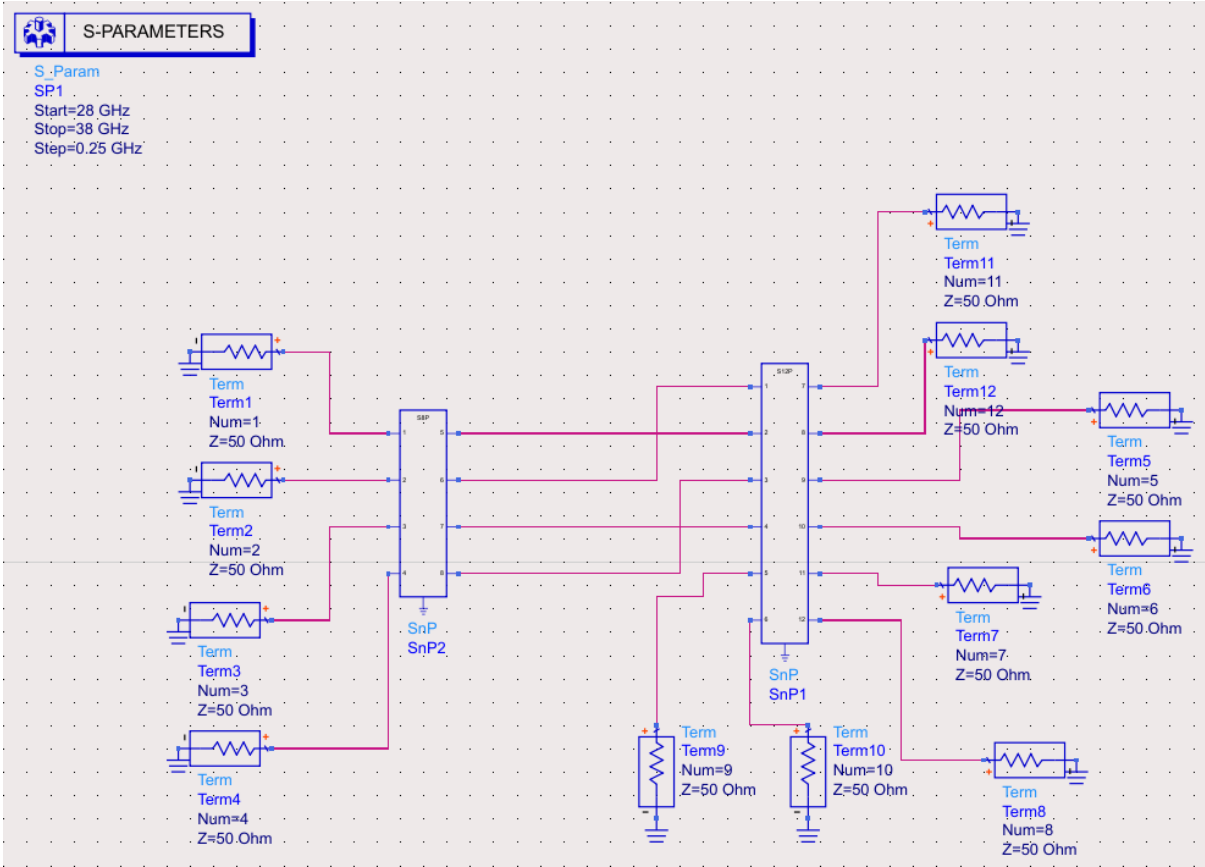 S-PARAMETERS
S_Param
SP1
Start=28 GHz
Stop=38 GHz
Step=0.25 GHz
Term
Term11
Num=11
Z=50 Ohm
Term
Term12
Num=12
Z=50 Ohm
Term
Term1
Num=1
Z=50 Ohm
Term
Term2
Num=2
Z=50 Ohm
Term
Term3
Num=3
Z=50 Ohm
Term
Term4
Num=4
Z=50 Ohm
S8P
1
2
3
4
5
6
7
8
SnP
SnP2
S12P
1
2
3
4
5
6
7
8
9
10
11
12
SnP
SnP1
Term
Term5
Num=5
Z=50 Ohm
Term
Term6
Num=6
Z=50 Ohm
Term
Term7
Num=7
Z=50 Ohm
Term
Term9
Num=9
Z=50 Ohm
Term
Term10
Num=10
Z=50 Ohm
Term
Term8
Num=8
Z=50 Ohm